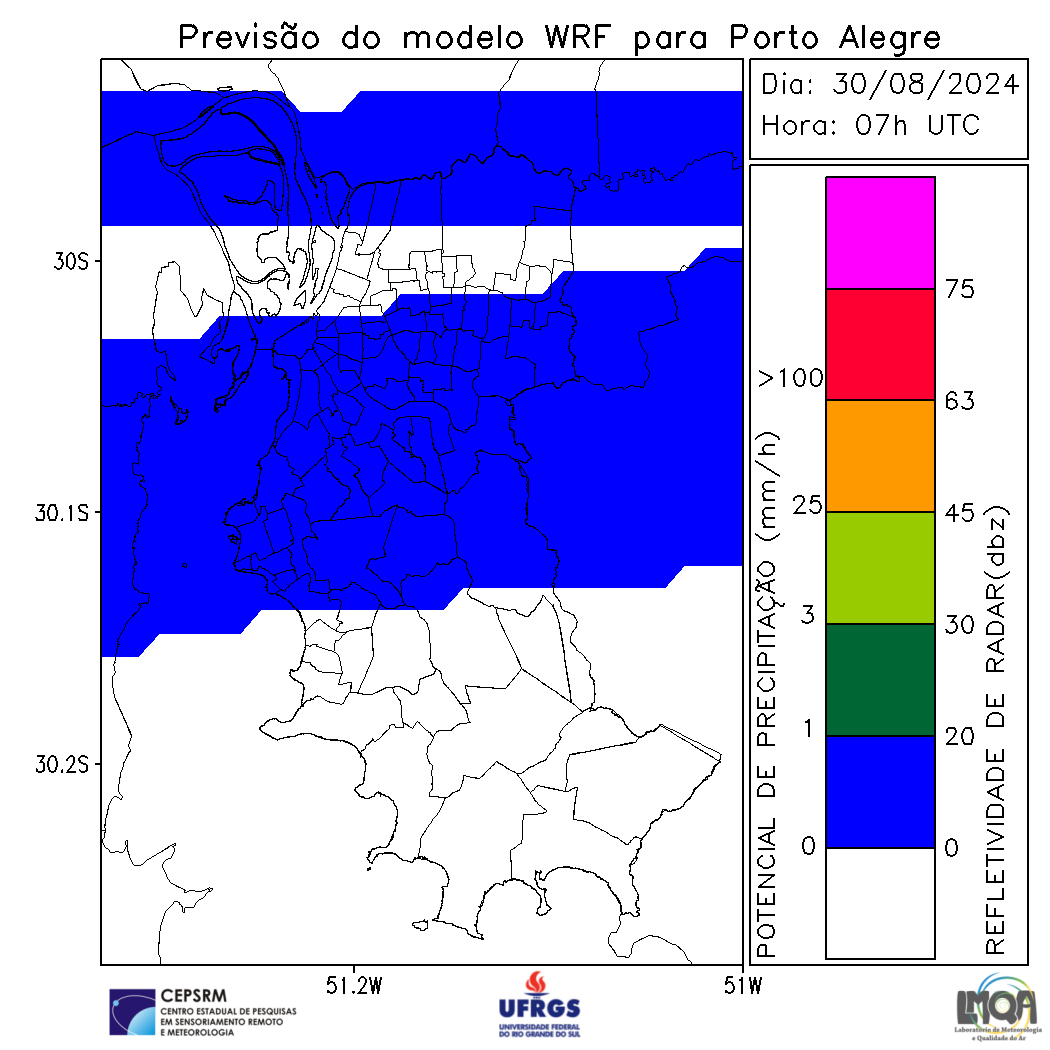 Previsão do modelo WRF para Porto Alegre
Dia: 30/08/2024
Hora: 07h UTC
30S
30.1S
30.2S
51.2W
51W
POTENCIAL DE PRECIPITAÇÃO (mm/h)
>100
25
3
1
0
75
63
45
30
20
0
REFLETIVIDADE DE RADAR(dbz)
CEPSRM
CENTRO ESTADUAL DE PESQUISAS
EM SENSORIAMENTO REMOTO
E METEOROLOGIA
UFRGS
UNIVERSIDADE FEDERAL
DO RIO GRANDE DO SUL
LMQA
Laboratório de Meteorologia
e Qualidade do Ar